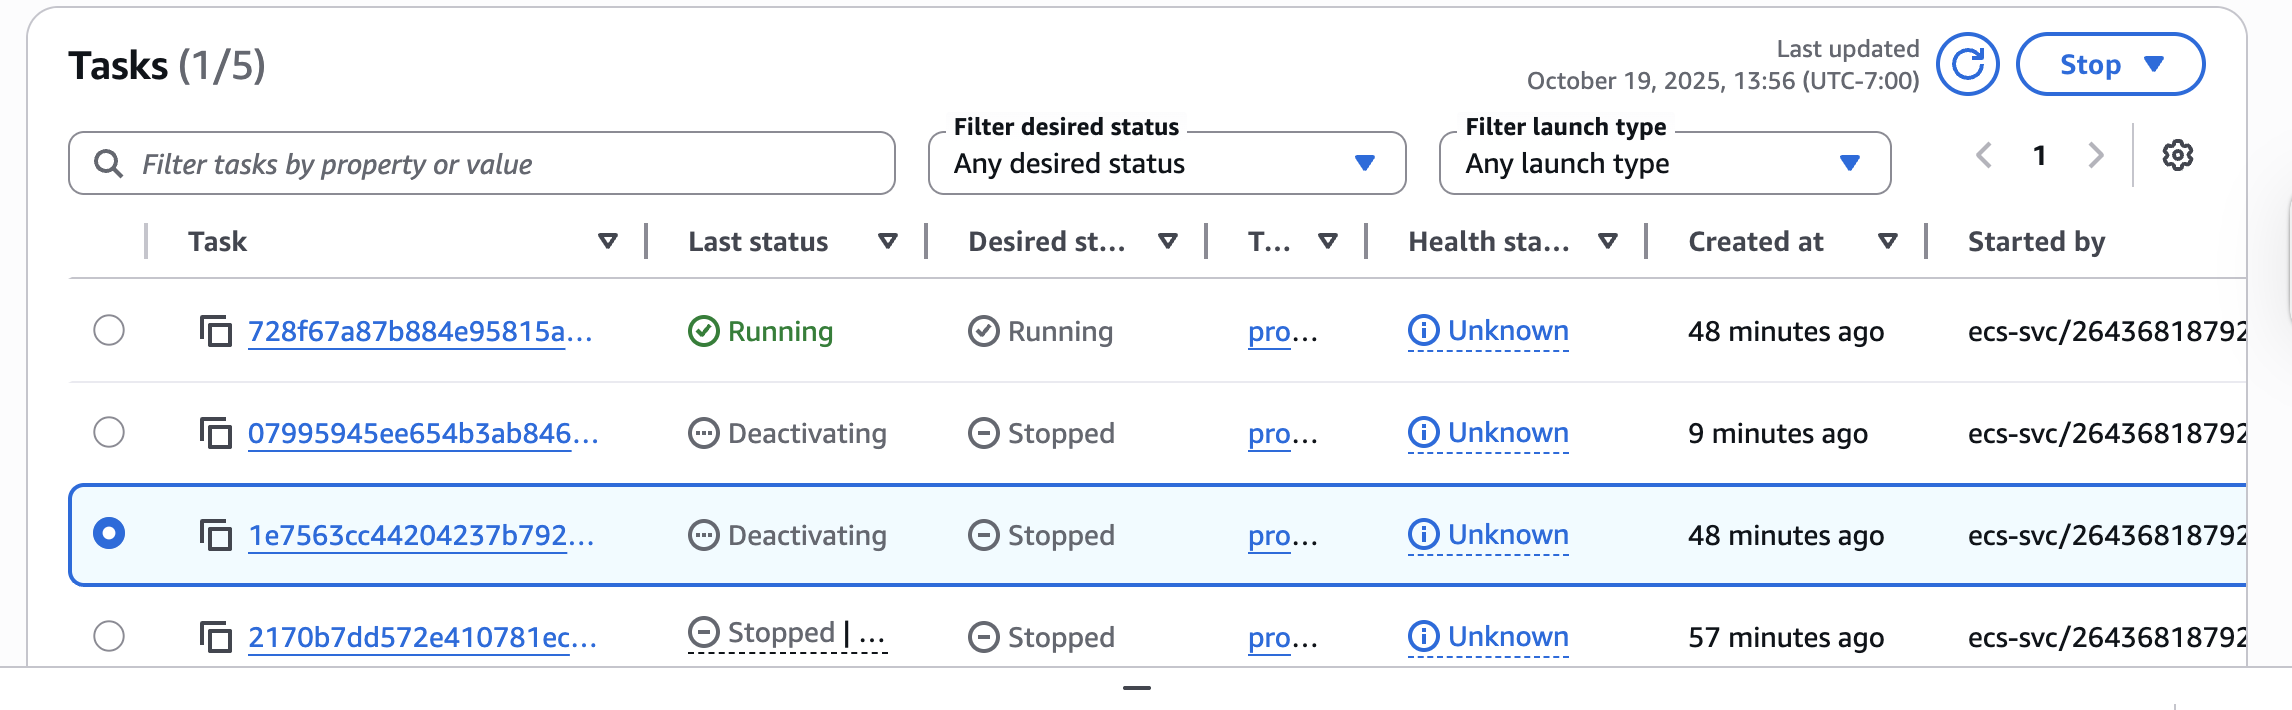 Tasks (1/5)
Last updated
October 19, 2025, 13:56 (UTC-7:00)
Stop
Filter tasks by property or value
Filter desired status
Any desired status
Filter launch type
Any launch type
1
Task Last status Desired st... T... Health sta... Created at Started by
728f67a87b884e95815a... Running Running pro... Unknown 48 minutes ago ecs-svc/26436818792
07995945ee654b3ab846... Deactivating Stopped pro... Unknown 9 minutes ago ecs-svc/26436818792
1e7563cc44204237b792... Deactivating Stopped pro... Unknown 48 minutes ago ecs-svc/26436818792
2170b7dd572e410781ec... Stopped | ... Stopped pro... Unknown 57 minutes ago ecs-svc/26436818792